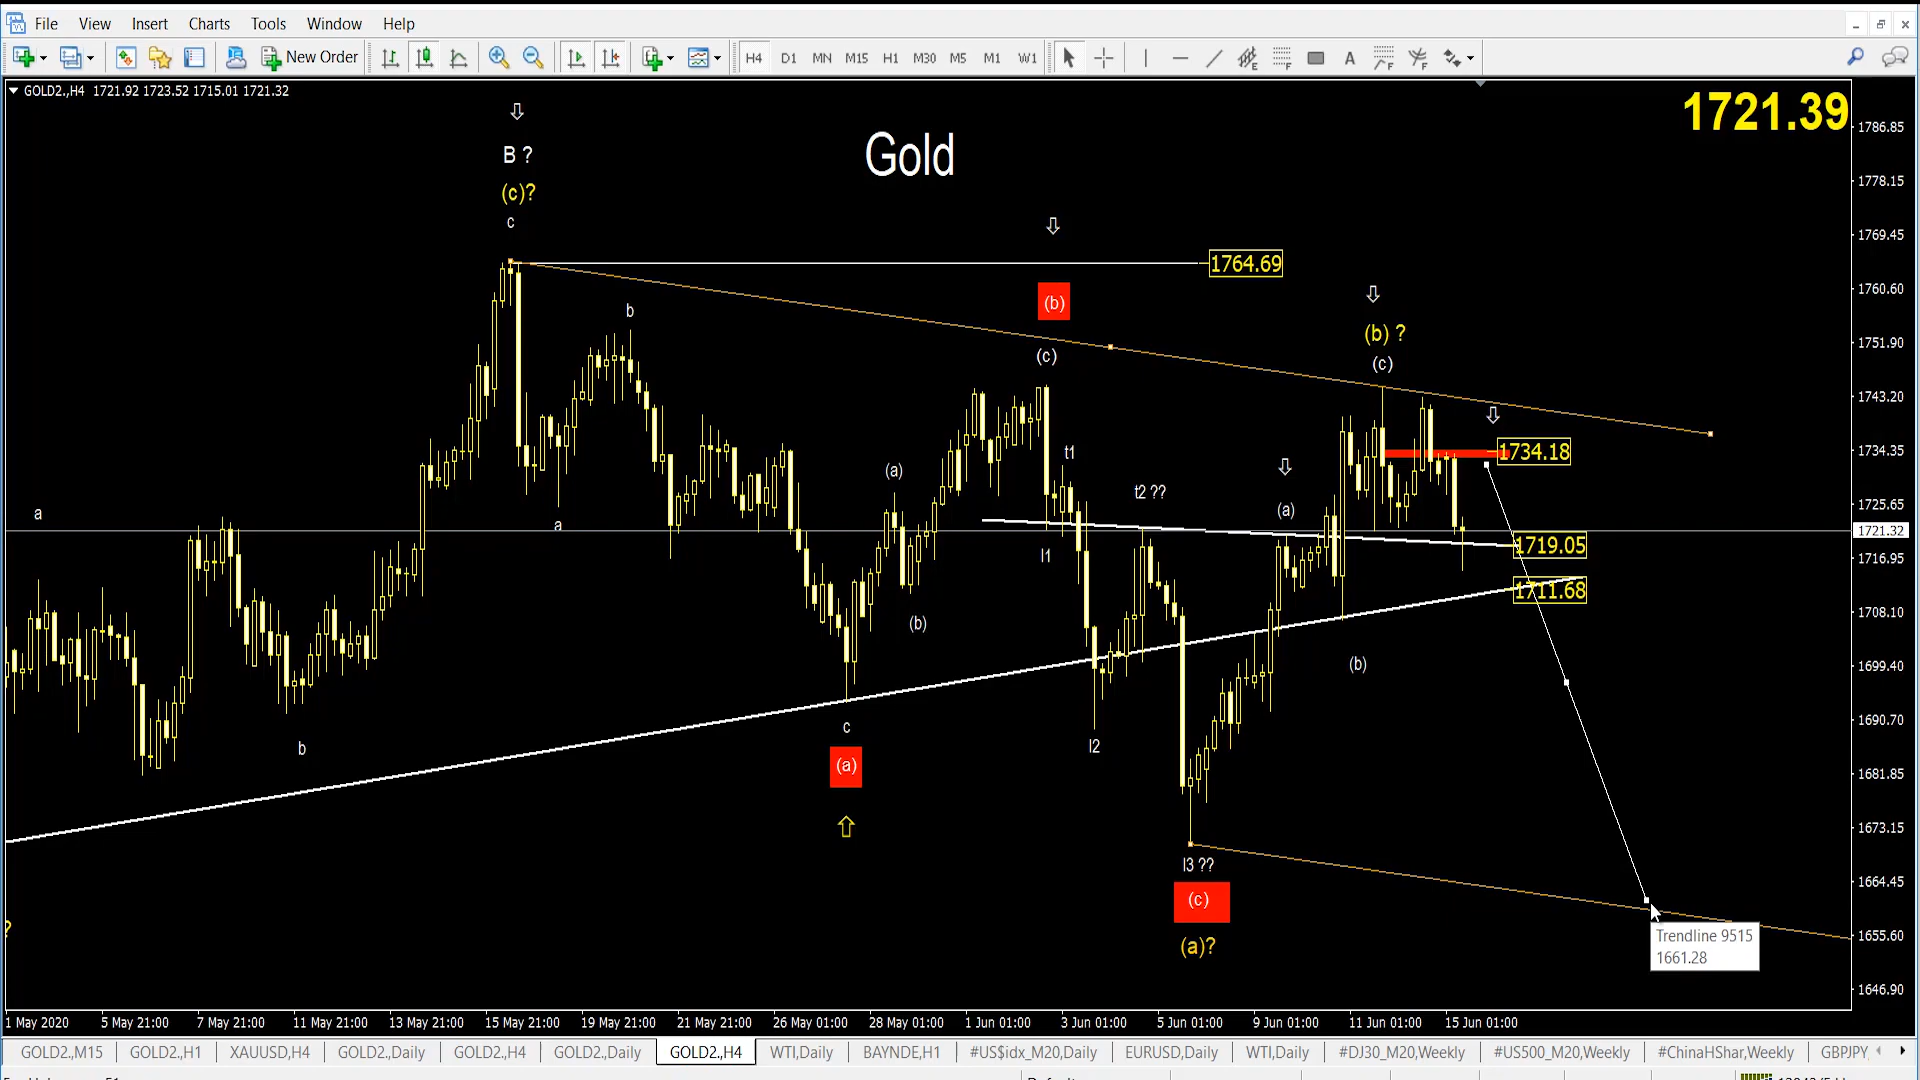 File View Insert Charts Tools Window Help
New Order H4 D1 MN M15 H1 M30 M5 M1 W1 A
GOLD2.,H4 1721.92 1723.52 1715.01 1721.32
1721.39
Gold
B ?
(c)?
c
1764.69
b
(b)
(c)
(b) ?
(c)
a
a
(a)
t1
t2 ??
(a)
1734.18
l1
1719.05
1711.68
(b)
(b)
b
c
(a)
l2
l3 ??
(c)
(a)?
?
Trendline 9515
1661.28
1786.85
1778.15
1769.45
1760.60
1751.90
1743.20
1734.35
1725.65
1721.32
1716.95
1708.10
1699.40
1690.70
1681.85
1673.15
1664.45
1655.60
1646.90
1 May 2020 5 May 21:00 7 May 21:00 11 May 21:00 13 May 21:00 15 May 21:00 19 May 21:00 21 May 21:00 26 May 01:00 28 May 01:00 1 Jun 01:00 3 Jun 01:00 5 Jun 01:00 9 Jun 01:00 11 Jun 01:00 15 Jun 01:00
GOLD2.,M15 GOLD2.,H1 XAUUSD,H4 GOLD2.,Daily GOLD2.,H4 GOLD2.,Daily GOLD2.,H4 WTI,Daily BAYNDE,H1 #US$idx_M20,Daily EURUSD,Daily WTI,Daily #DJ30_M20,Weekly #US500_M20,Weekly #ChinaHShar,Weekly GBPJPY